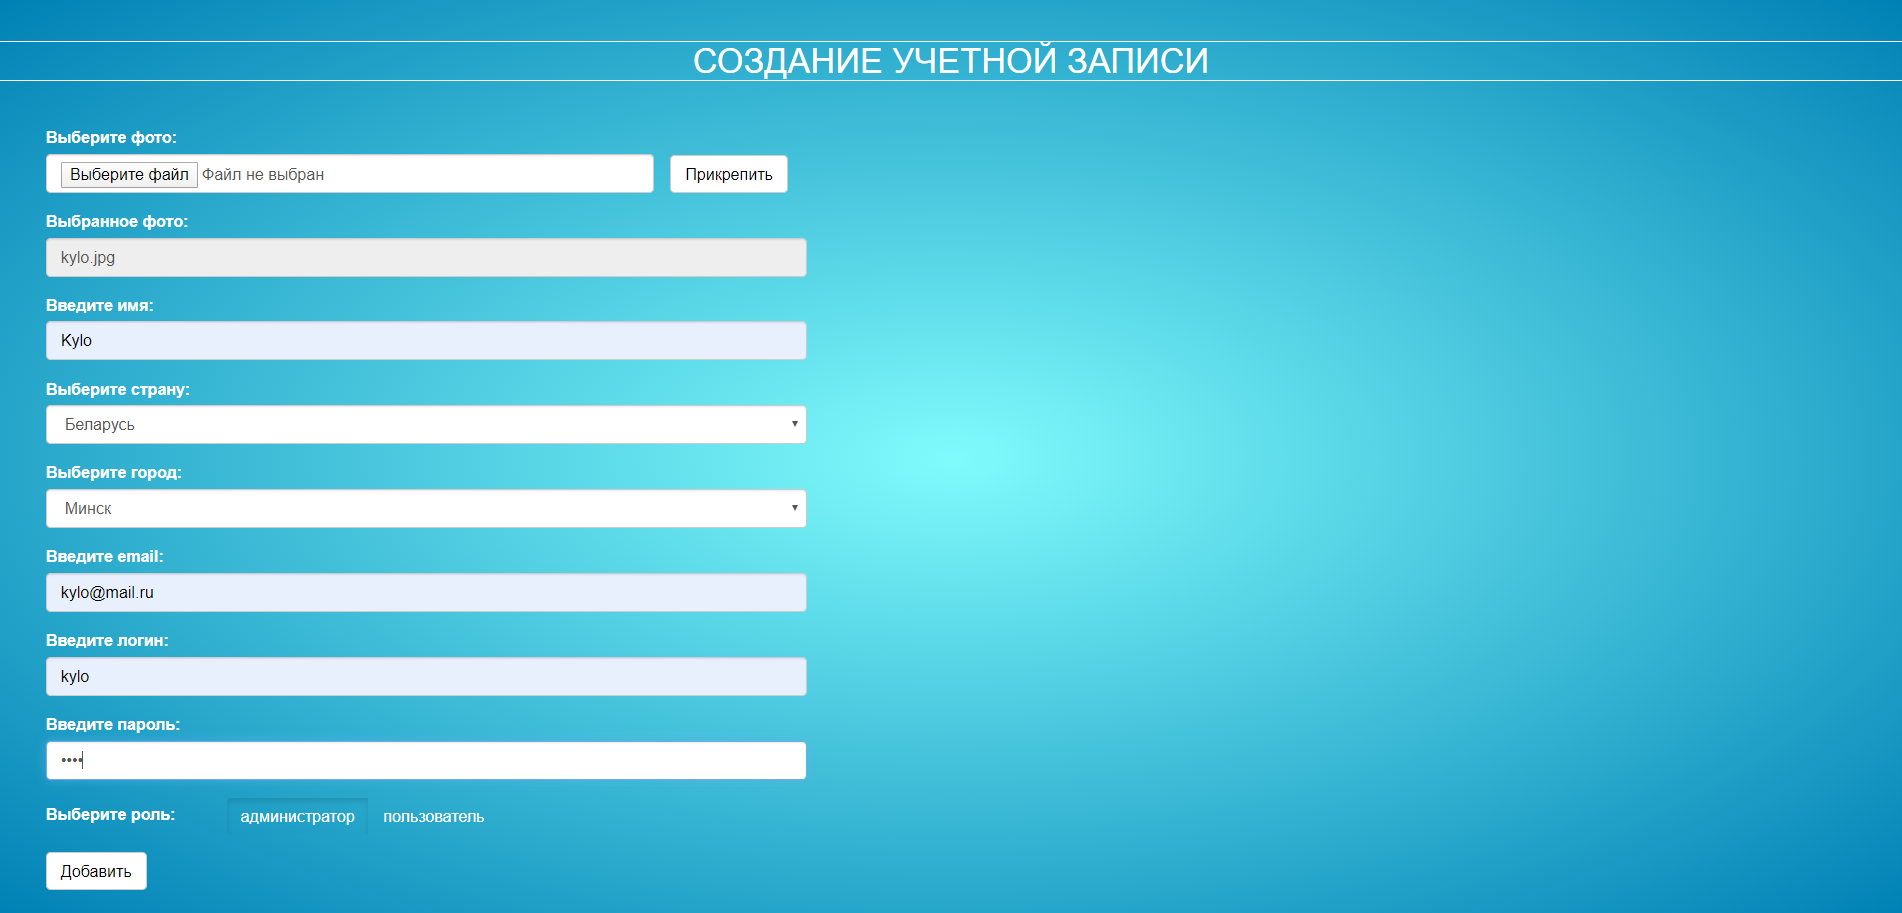 СОЗДАНИЕ УЧЕТНОЙ ЗАПИСИ
Выберите фото:
Выберите файл Файл не выбран Прикрепить
Выбранное фото:
kylo.jpg
Введите имя:
Kylo
Выберите страну:
Беларусь
Выберите город:
Минск
Введите email:
kylo@mail.ru
Введите логин:
kylo
Введите пароль:
••••
Выберите роль: администратор пользователь
Добавить